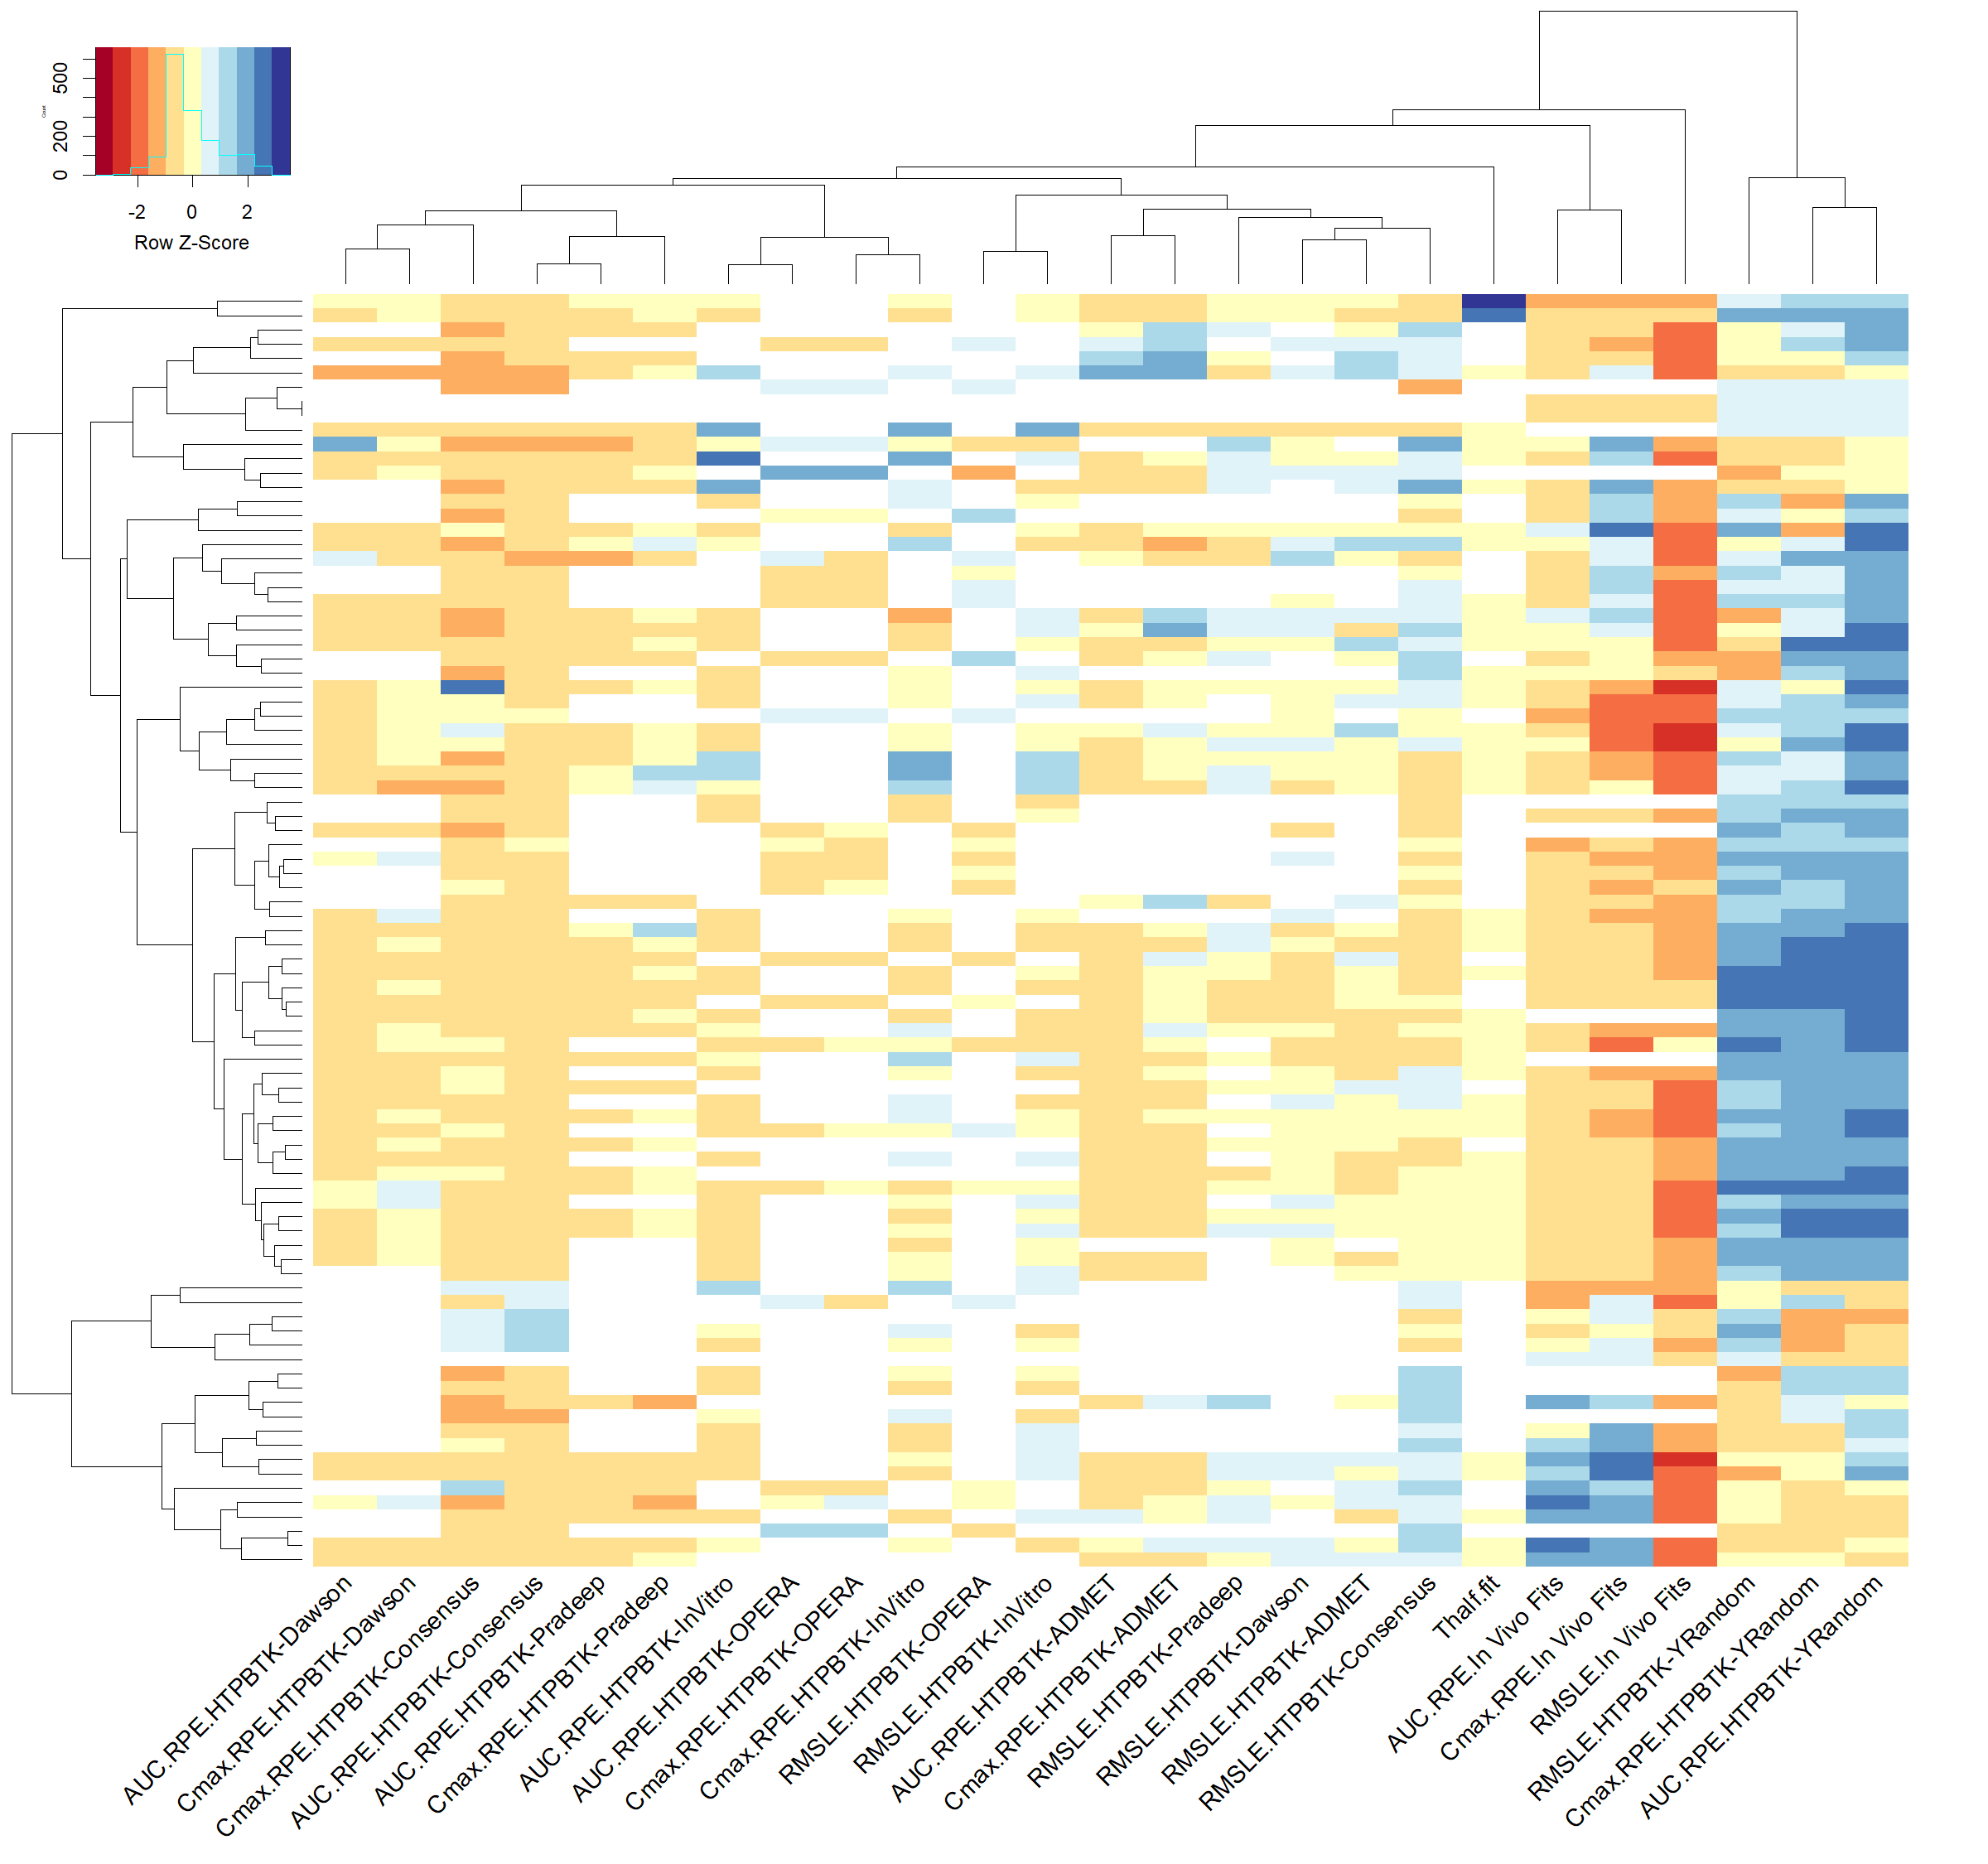 500
200
0
Count
-2 0 2
Row Z-Score
AUC.RPE.HTPBTK-Dawson
Cmax.RPE.HTPBTK-Dawson
Cmax.RPE.HTPBTK-Consensus
AUC.RPE.HTPBTK-Consensus
AUC.RPE.HTPBTK-Pradeep
Cmax.RPE.HTPBTK-Pradeep
AUC.RPE.HTPBTK-InVitro
AUC.RPE.HTPBTK-OPERA
Cmax.RPE.HTPBTK-OPERA
Cmax.RPE.HTPBTK-InVitro
RMSLE.HTPBTK-OPERA
RMSLE.HTPBTK-InVitro
AUC.RPE.HTPBTK-ADMET
Cmax.RPE.HTPBTK-ADMET
RMSLE.HTPBTK-Pradeep
RMSLE.HTPBTK-Dawson
RMSLE.HTPBTK-ADMET
RMSLE.HTPBTK-Consensus
Thalf.fit
AUC.RPE.In Vivo Fits
Cmax.RPE.In Vivo Fits
RMSLE.In Vivo Fits
RMSLE.HTPBTK-YRandom
Cmax.RPE.HTPBTK-YRandom
AUC.RPE.HTPBTK-YRandom